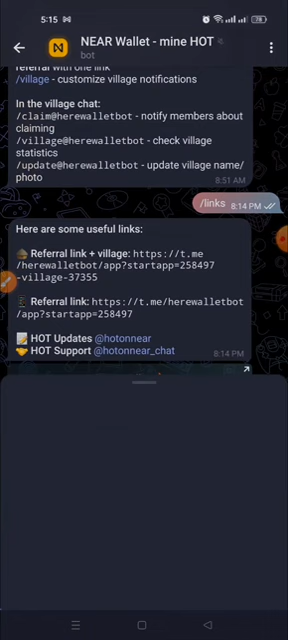 5:15
78
NEAR Wallet - mine HOT
bot
referral with one link
/village - customize village notifications
In the village chat:
/claim@herewalletbot - notify members about
claiming
/village@herewalletbot - check village
statistics
/update@herewalletbot - update village name/
photo
8:51 AM
/links 8:14 PM
Here are some useful links:
Referral link + village: https://t.me
/herewalletbot/app?startapp=258497
-village-37355
Referral link: https://t.me/herewalletbot
/app?startapp=258497
HOT Updates @hotonnear
HOT Support @hotonnear_chat
8:14 PM